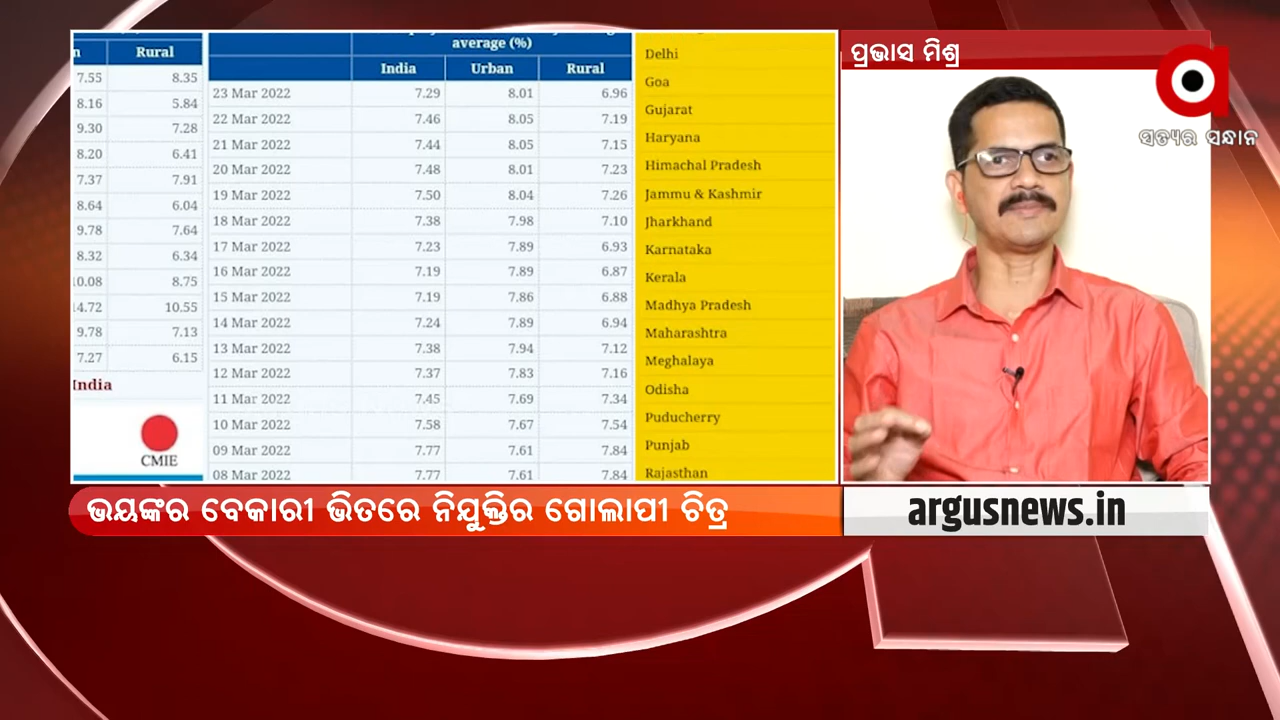 Rural
7.55 8.35
8.16 5.84
9.30 7.28
8.20 6.41
7.37 7.91
8.64 6.04
9.78 7.64
8.32 6.34
10.08 8.75
14.72 10.55
9.78 7.13
7.27 6.15
India
CMIE
average (%)
India Urban Rural
23 Mar 2022 7.29 8.01 6.96
22 Mar 2022 7.46 8.05 7.19
21 Mar 2022 7.44 8.05 7.15
20 Mar 2022 7.48 8.01 7.23
19 Mar 2022 7.50 8.04 7.26
18 Mar 2022 7.38 7.98 7.10
17 Mar 2022 7.23 7.89 6.93
16 Mar 2022 7.19 7.89 6.87
15 Mar 2022 7.19 7.86 6.88
14 Mar 2022 7.24 7.89 6.94
13 Mar 2022 7.38 7.94 7.12
12 Mar 2022 7.37 7.83 7.16
11 Mar 2022 7.45 7.69 7.34
10 Mar 2022 7.58 7.67 7.54
09 Mar 2022 7.77 7.61 7.84
08 Mar 2022 7.77 7.61 7.84
Delhi
Goa
Gujarat
Haryana
Himachal Pradesh
Jammu & Kashmir
Jharkhand
Karnataka
Kerala
Madhya Pradesh
Maharashtra
Meghalaya
Odisha
Puducherry
Punjab
Rajasthan
ପ୍ରଭାସ ମିଶ୍ର
ସତ୍ୟର ସନ୍ଧାନ
ଭୟଙ୍କର ବେକାରୀ ଭିତରେ ନିଯୁକ୍ତିର ଗୋଲାପୀ ଚିତ୍ର
argusnews.in